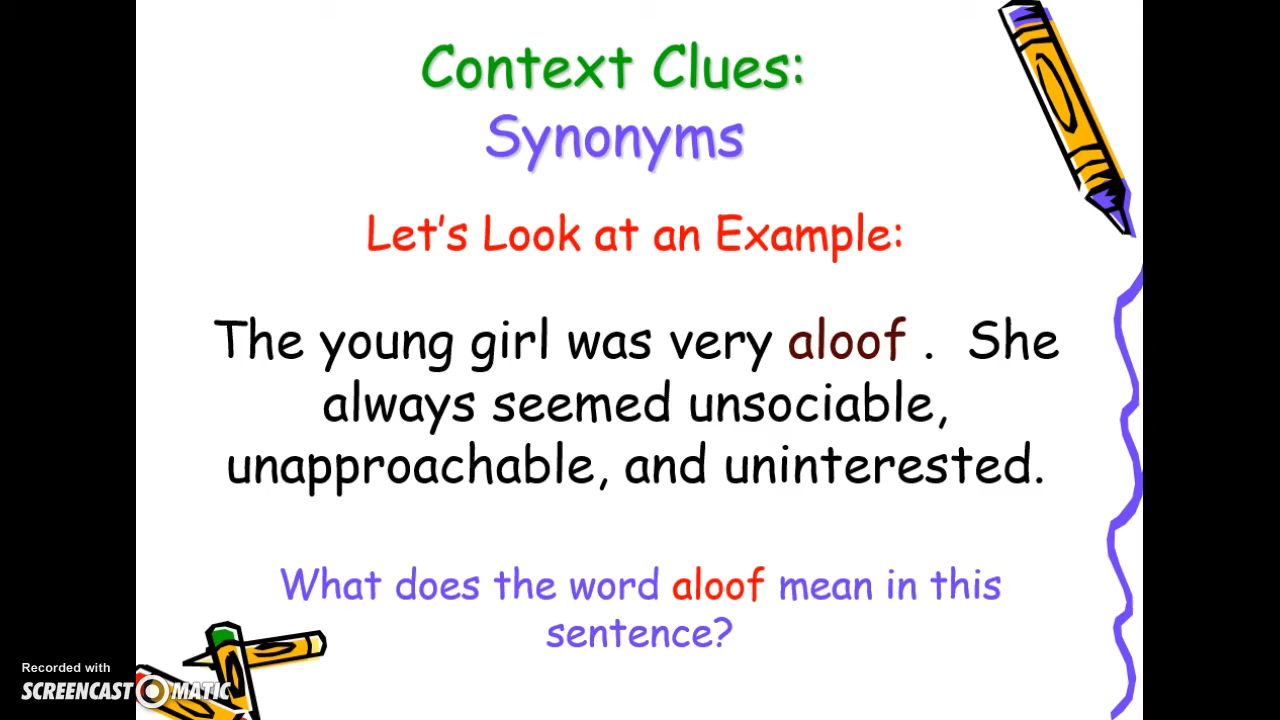 Context Clues:
Synonyms
Let's Look at an Example:
The young girl was very aloof .  She
always seemed unsociable,
unapproachable, and uninterested.
What does the word aloof mean in this
sentence?
Recorded with
SCREENCAST O MATIC